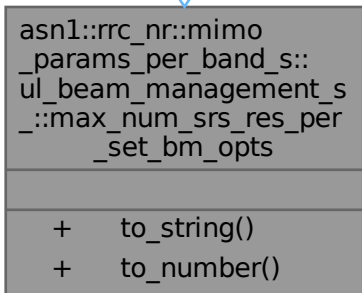 asn1::rrc_nr::mimo
_params_per_band_s::
ul_beam_management_s
_::max_num_srs_res_per
_set_bm_opts
+ to_string()
+ to_number()